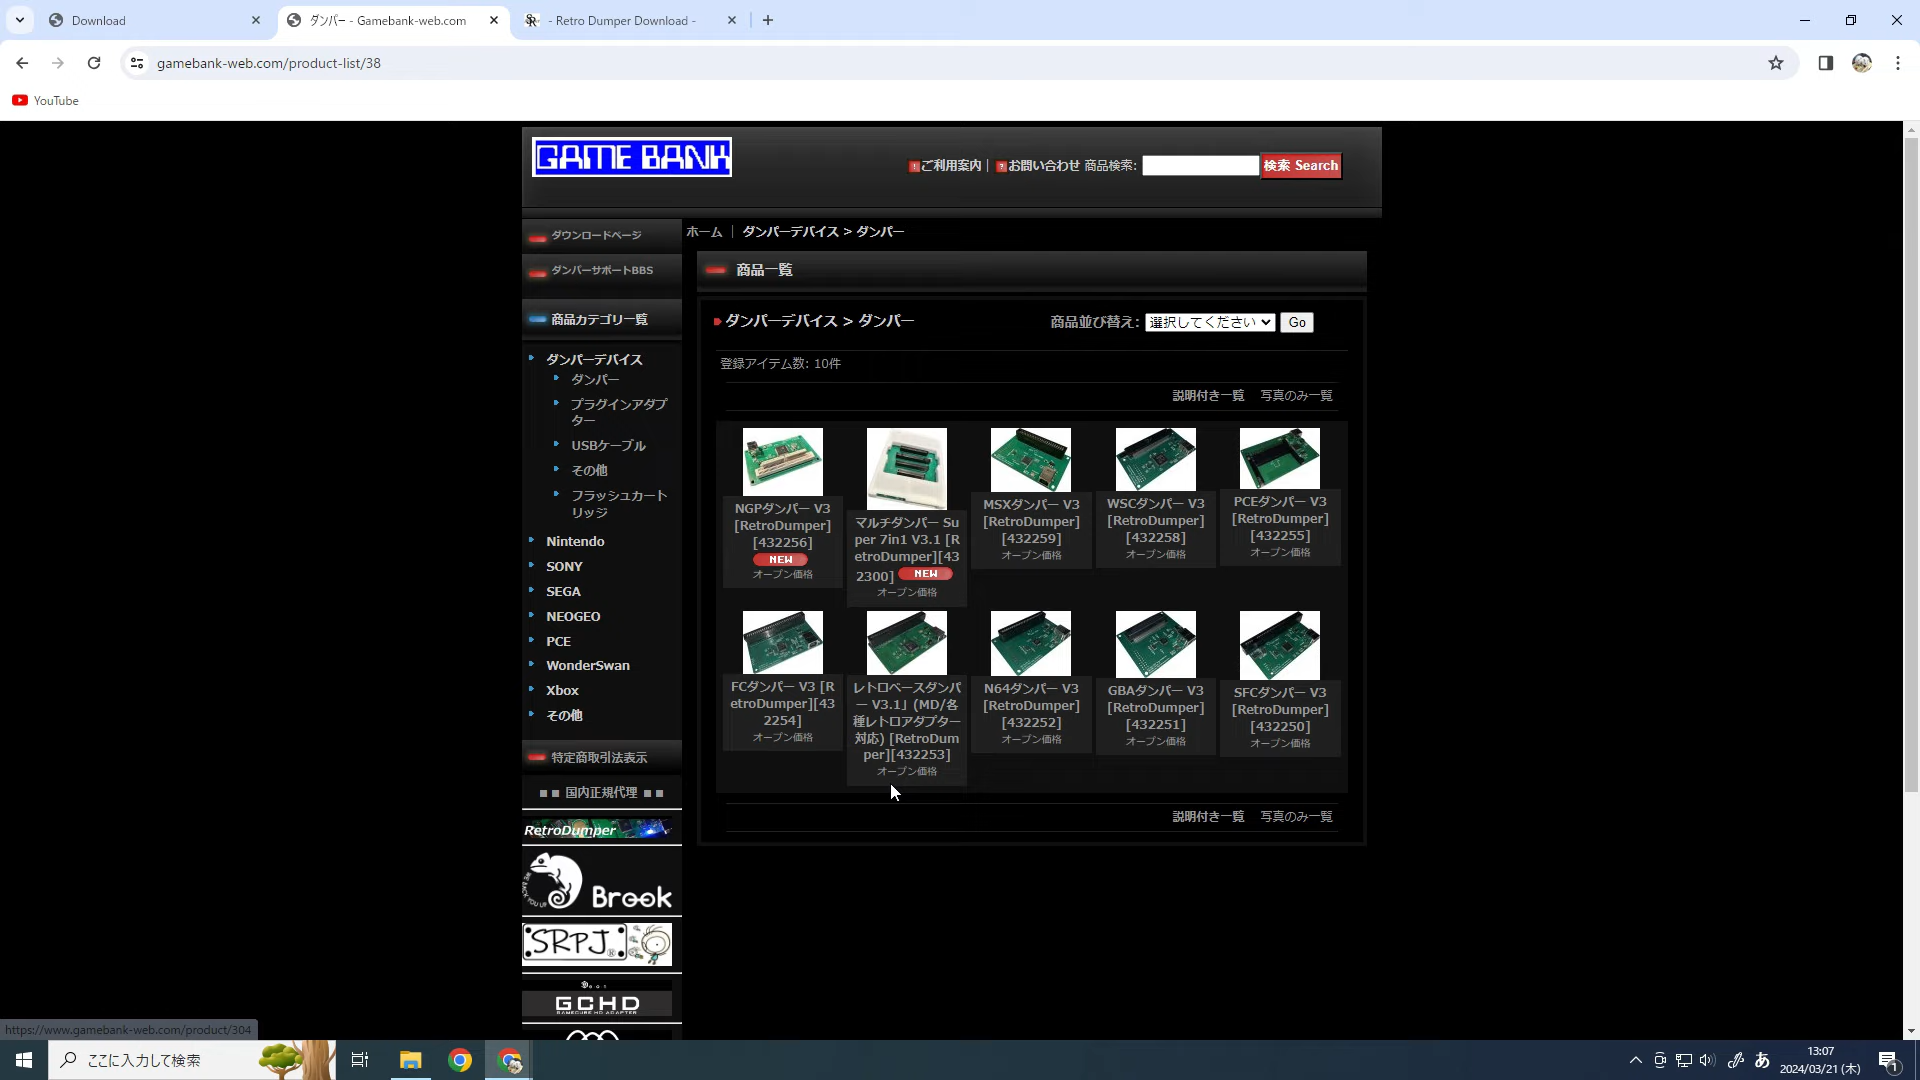 Download
ダンパー - Gamebank-web.com
- Retro Dumper Download -
gamebank-web.com/product-list/38
YouTube
GAME BANK
ご利用案内 |
お問い合わせ 商品検索:
検索 Search
ダウンロードページ
ダンパーサポートBBS
商品カテゴリ一覧
ダンパーデバイス
ダンパー
プラグインアダプ
ター
USBケーブル
その他
フラッシュカート
リッジ
Nintendo
SONY
SEGA
NEOGEO
PCE
WonderSwan
Xbox
その他
特定商取引法表示
■ ■ 国内正規代理 ■ ■
RetroDumper
WE BACK YOU UP
Brook
SRPJ
GCHD
GAMECUBE HD ADAPTER
ホーム | ダンパーデバイス > ダンパー
商品一覧
ダンパーデバイス > ダンパー
商品並び替え: 選択してください Go
登録アイテム数: 10件
説明付き一覧 写真のみ一覧
NGPダンパー V3
[RetroDumper]
[432256]
NEW
オープン価格
マルチダンパー Su
per 7in1 V3.1 [R
etroDumper][43
2300] NEW
オープン価格
MSXダンパー V3
[RetroDumper]
[432259]
オープン価格
WSCダンパー V3
[RetroDumper]
[432258]
オープン価格
PCEダンパー V3
[RetroDumper]
[432255]
オープン価格
FCダンパー V3 [R
etroDumper][43
2254]
オープン価格
レトロベースダンパ
ー V3.1」(MD/各
種レトロアダプター
対応) [RetroDum
per][432253]
オープン価格
N64ダンパー V3
[RetroDumper]
[432252]
オープン価格
GBAダンパー V3
[RetroDumper]
[432251]
オープン価格
SFCダンパー V3
[RetroDumper]
[432250]
オープン価格
説明付き一覧 写真のみ一覧
https://www.gamebank-web.com/product/304
ここに入力して検索
あ
13:07
2024/03/21 (木)
1